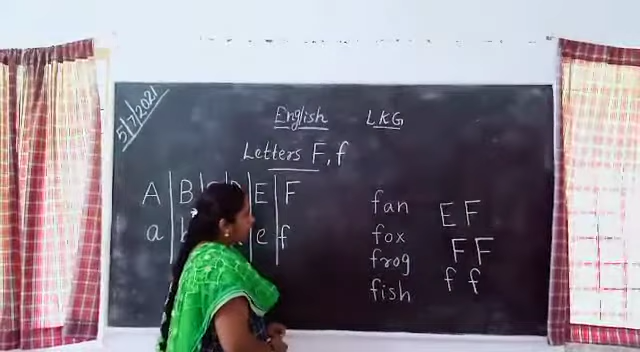 5/7/2021
English LKG
Letters F, f
A B E F
a e f
fan
fox
frog
fish
E F
F F
f f